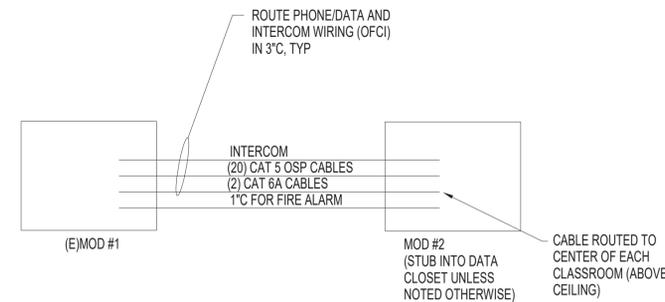 ROUTE PHONE/DATA AND
INTERCOM WIRING (OFCI)
IN 3"C, TYP
INTERCOM
(20) CAT 5 OSP CABLES
(2) CAT 6A CABLES
1"C FOR FIRE ALARM
(E)MOD #1
MOD #2
(STUB INTO DATA
CLOSET UNLESS
NOTED OTHERWISE)
CABLE ROUTED TO
CENTER OF EACH
CLASSROOM (ABOVE
CEILING)